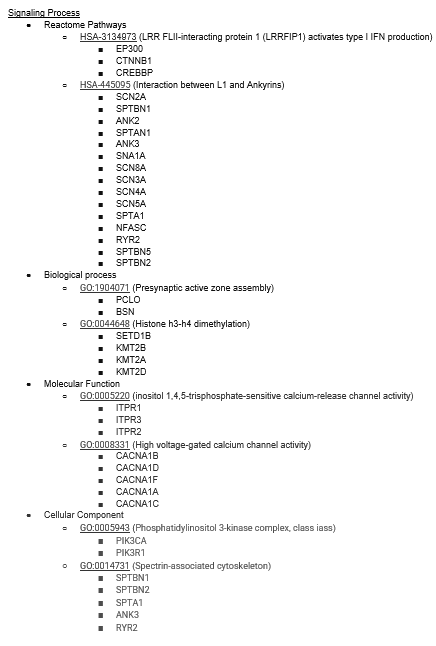 Signaling Process
Reactome Pathways
HSA-3134973 (LRR FLII-interacting protein 1 (LRRFIP1) activates type I IFN production)
EP300
CTNNB1
CREBBP
HSA-445095 (Interaction between L1 and Ankyrins)
SCN2A
SPTBN1
ANK2
SPTAN1
ANK3
SNA1A
SCN8A
SCN3A
SCN4A
SCN5A
SPTA1
NFASC
RYR2
SPTBN5
SPTBN2
Biological process
GO:1904071 (Presynaptic active zone assembly)
PCLO
BSN
GO:0044648 (Histone h3-h4 dimethylation)
SETD1B
KMT2B
KMT2A
KMT2D
Molecular Function
GO:0005220 (inositol 1,4,5-trisphosphate-sensitive calcium-release channel activity)
ITPR1
ITPR3
ITPR2
GO:0008331 (High voltage-gated calcium channel activity)
CACNA1B
CACNA1D
CACNA1F
CACNA1A
CACNA1C
Cellular Component
GO:0005943 (Phosphatidylinositol 3-kinase complex, class iass)
PIK3CA
PIK3R1
GO:0014731 (Spectrin-associated cytoskeleton)
SPTBN1
SPTBN2
SPTA1
ANK3
RYR2